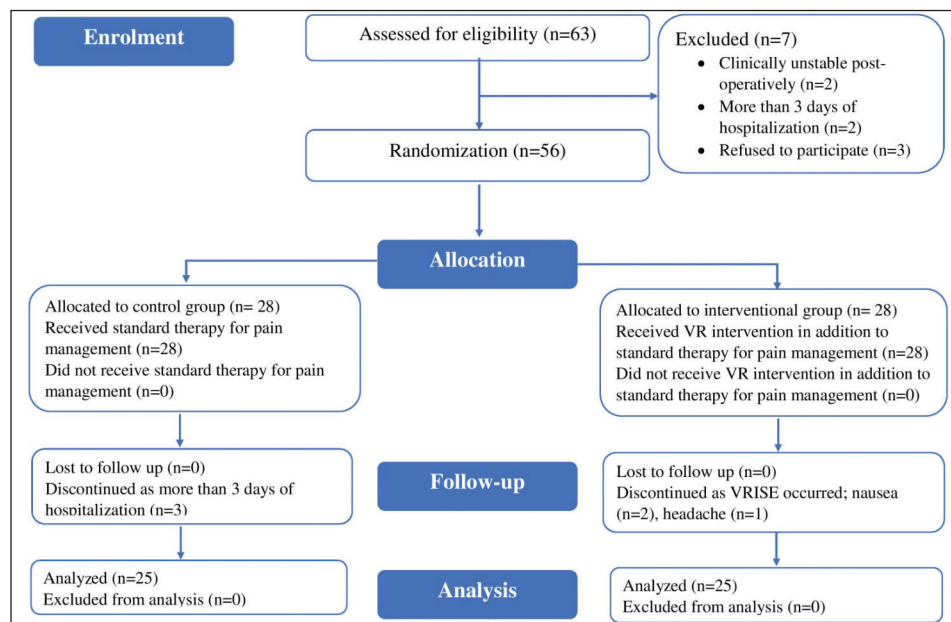 Enrolment
Assessed for eligibility (n=63)
Excluded (n=7)
• Clinically unstable post-
operatively (n=2)
• More than 3 days of
hospitalization (n=2)
• Refused to participate (n=3)
Randomization (n=56)
Allocation
Allocated to control group (n= 28)
Received standard therapy for pain
management (n=28)
Did not receive standard therapy for pain
management (n=0)
Allocated to interventional group (n= 28)
Received VR intervention in addition to
standard therapy for pain management (n=28)
Did not receive VR intervention in addition to
standard therapy for pain management (n=0)
Lost to follow up (n=0)
Discontinued as more than 3 days of
hospitalization (n=3)
Follow-up
Lost to follow up (n=0)
Discontinued as VRISE occurred; nausea
(n=2), headache (n=1)
Analyzed (n=25)
Excluded from analysis (n=0)
Analysis
Analyzed (n=25)
Excluded from analysis (n=0)